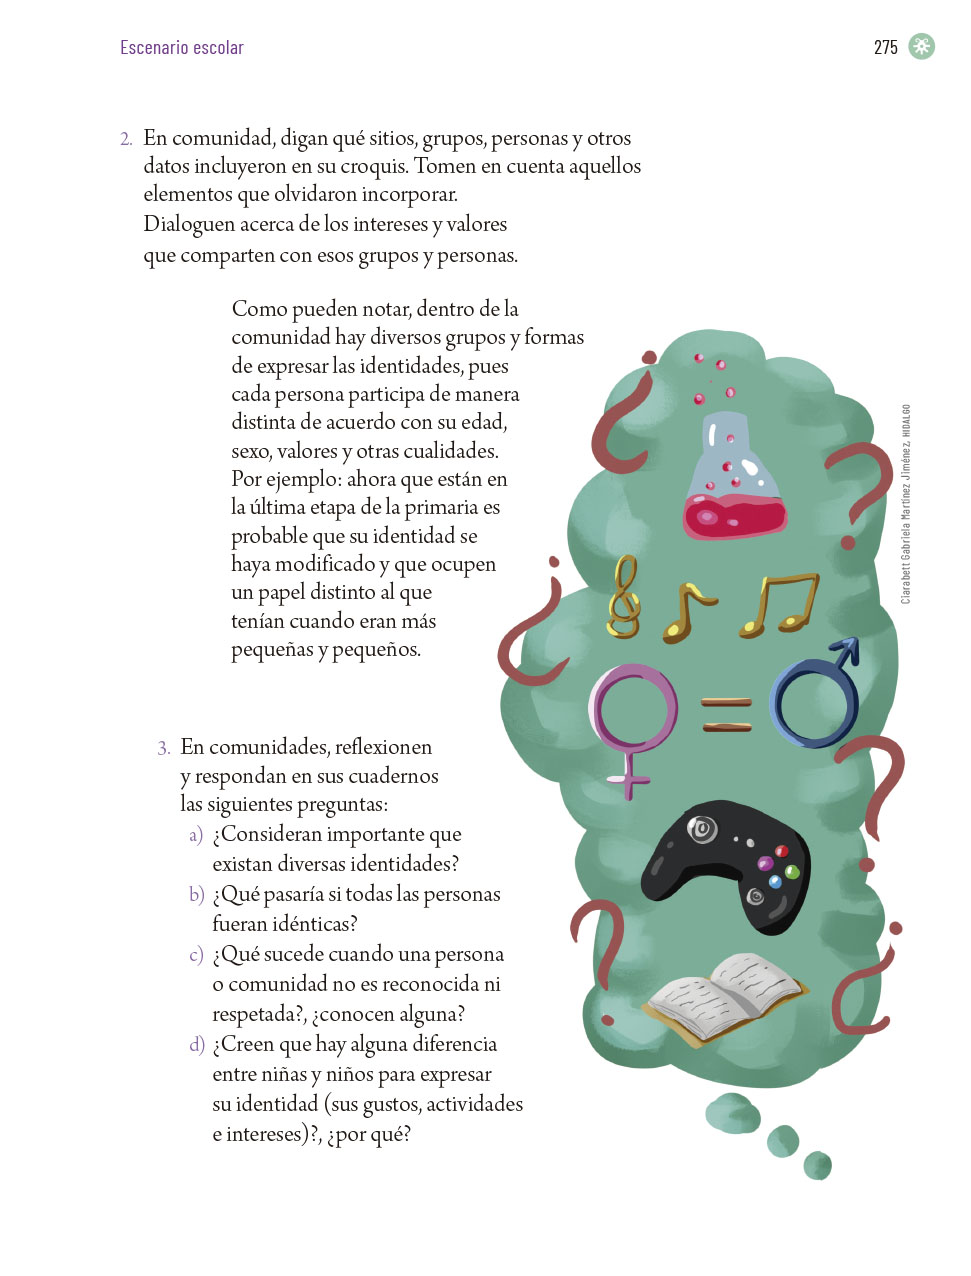 Escenario escolar
275
2. En comunidad, digan qué sitios, grupos, personas y otros
datos incluyeron en su croquis. Tomen en cuenta aquellos
elementos que olvidaron incorporar.
Dialoguen acerca de los intereses y valores
que comparten con esos grupos y personas.
Como pueden notar, dentro de la
comunidad hay diversos grupos y formas
de expresar las identidades, pues
cada persona participa de manera
distinta de acuerdo con su edad,
sexo, valores y otras cualidades.
Por ejemplo: ahora que están en
la última etapa de la primaria es
probable que su identidad se
haya modificado y que ocupen
un papel distinto al que
tenían cuando eran más
pequeñas y pequeños.
3. En comunidades, reflexionen
y respondan en sus cuadernos
las siguientes preguntas:
a) ¿Consideran importante que
existan diversas identidades?
b) ¿Qué pasaría si todas las personas
fueran idénticas?
c) ¿Qué sucede cuando una persona
o comunidad no es reconocida ni
respetada?, ¿conocen alguna?
d) ¿Creen que hay alguna diferencia
entre niñas y niños para expresar
su identidad (sus gustos, actividades
e intereses)?, ¿por qué?
Ciarabett Gabriela Martínez Jiménez, HIDALGO